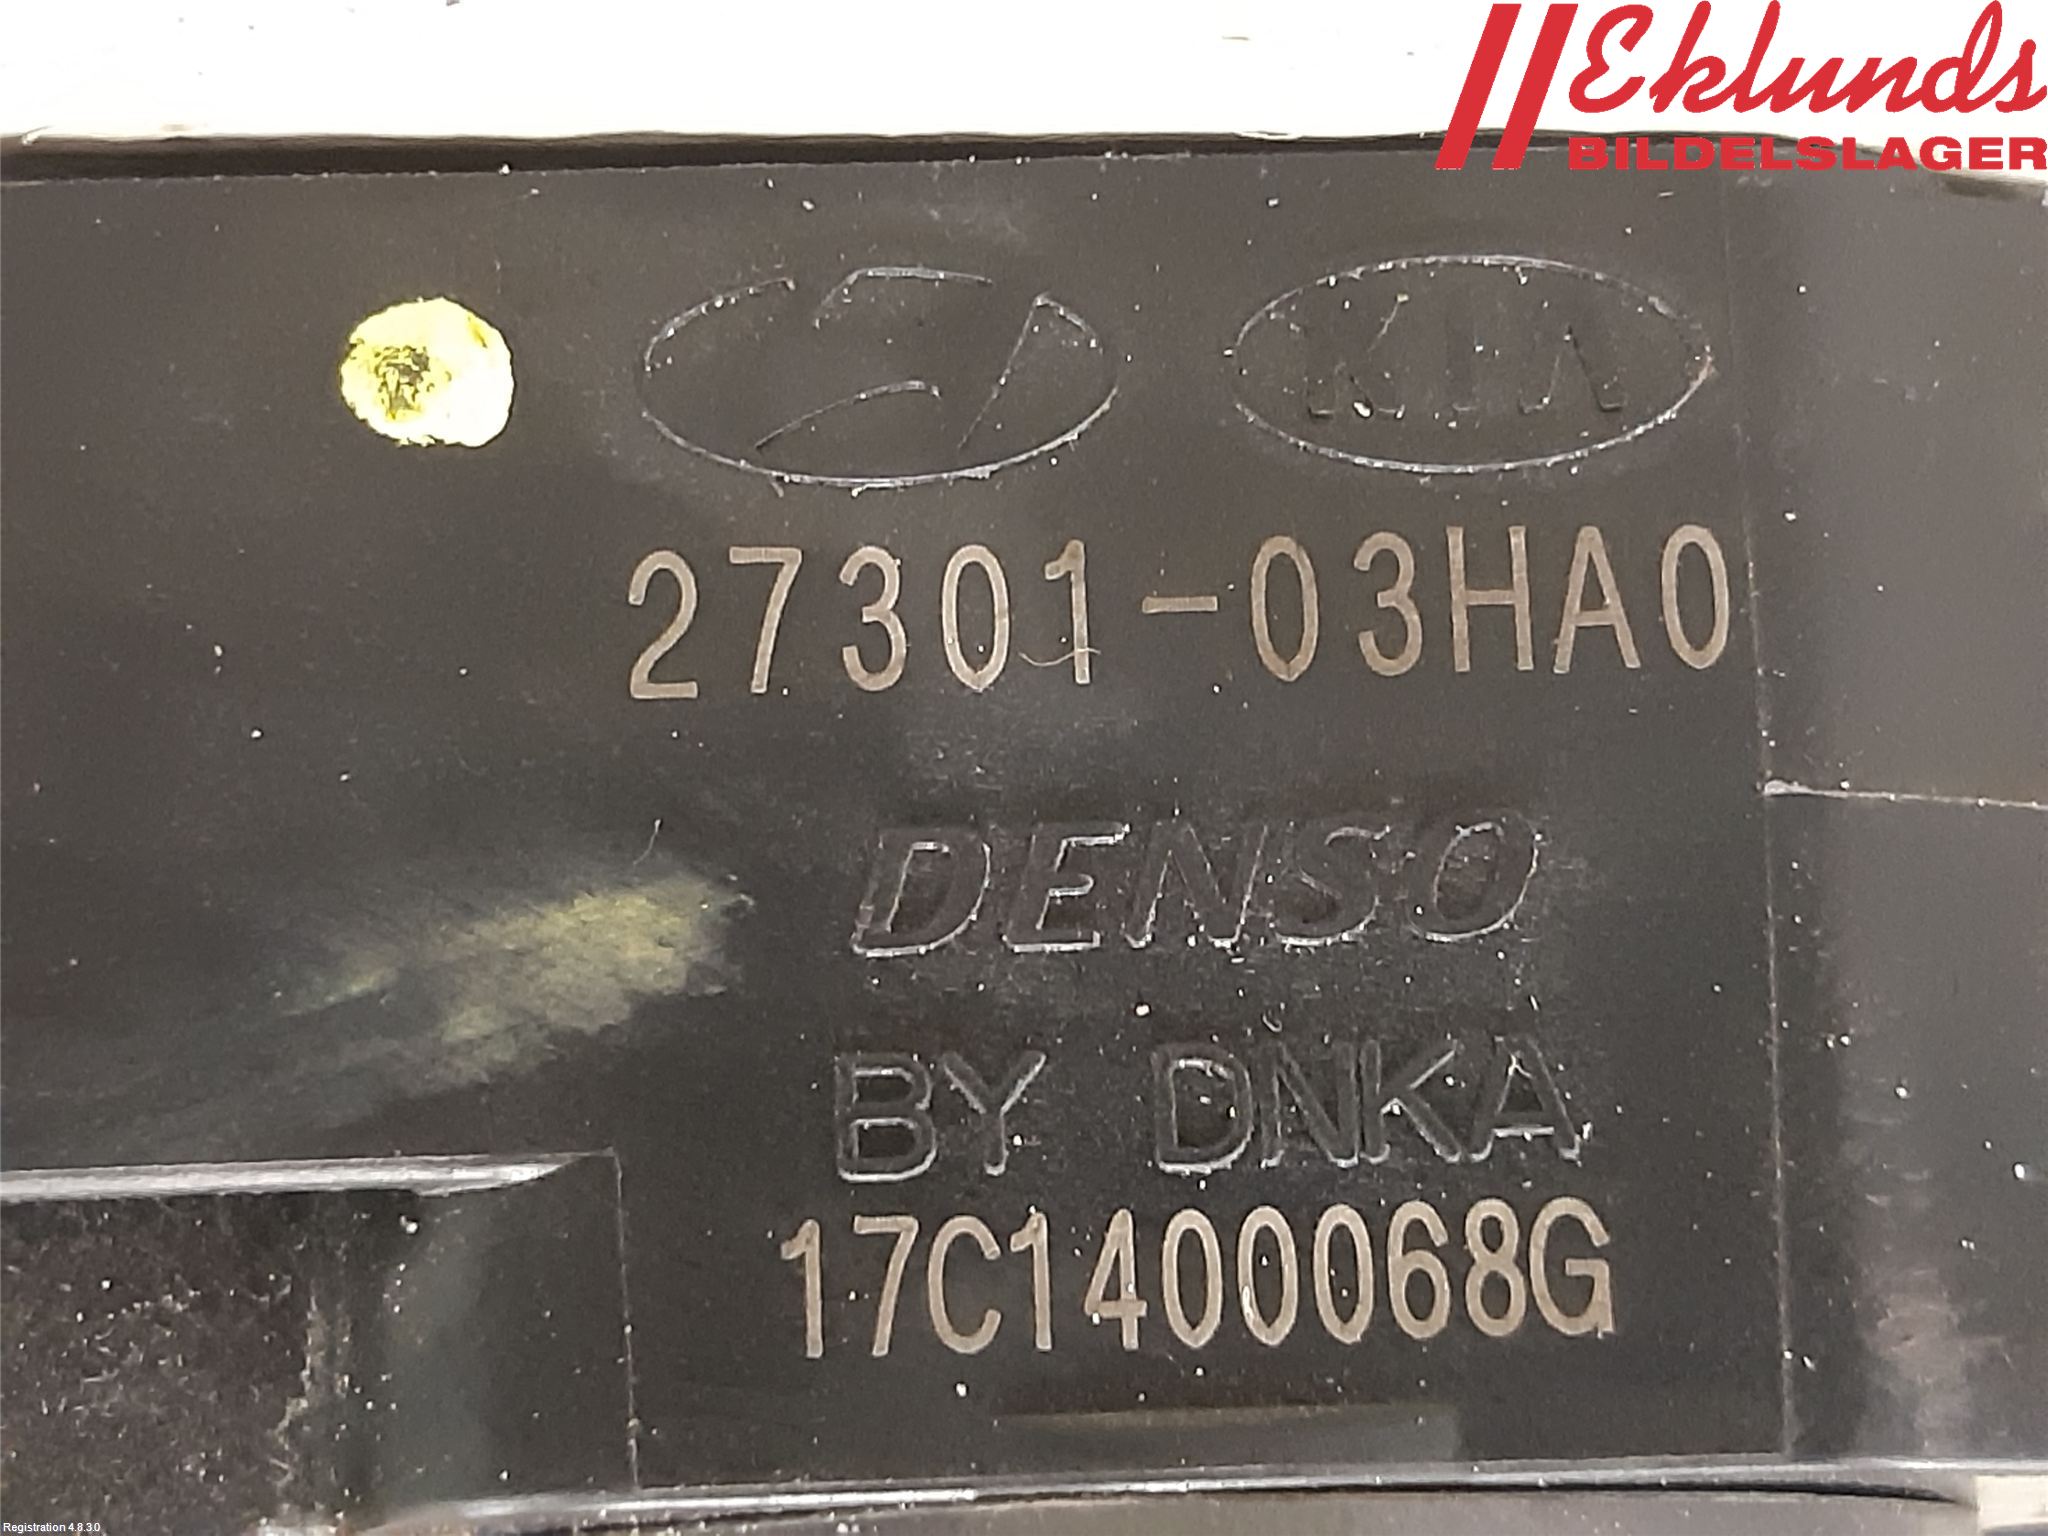 Eklunds
BILDELSLAGER
KIA
27301-03HA0
DENSO
BY DNKA
17C1400068G
Registration 4.8.3.0